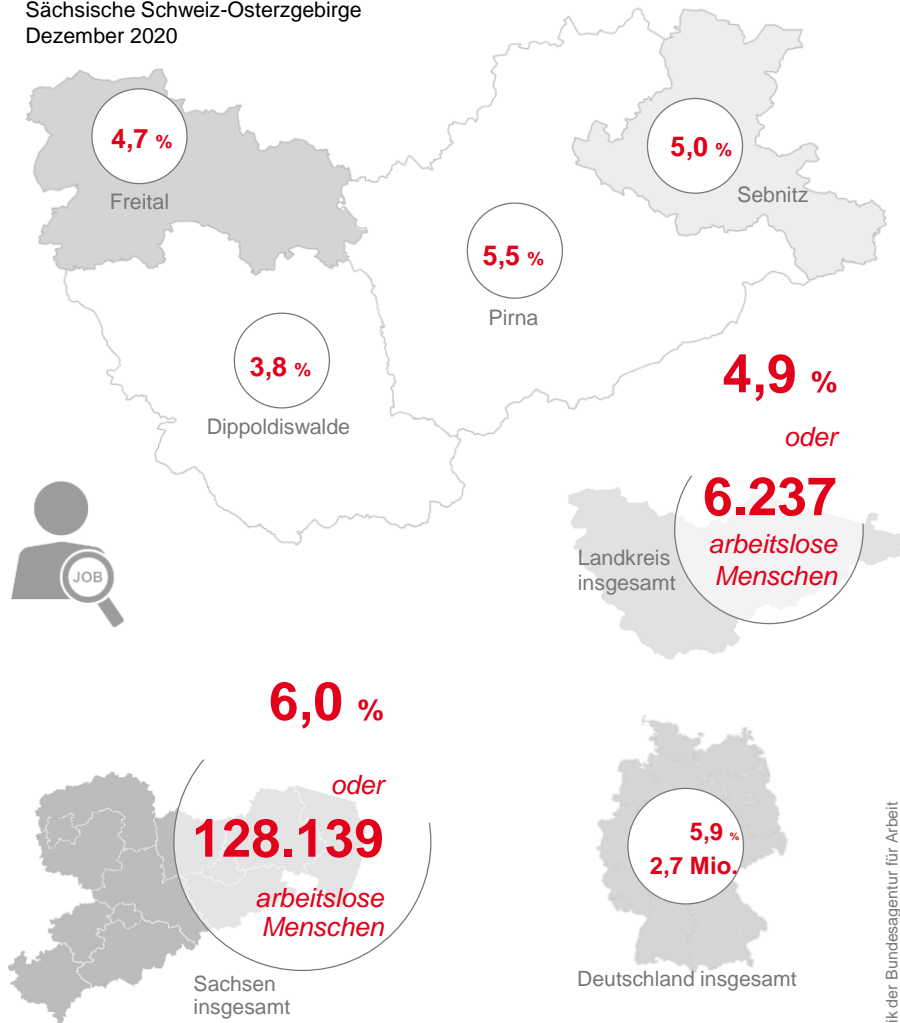 Sächsische Schweiz-Osterzgebirge
Dezember 2020
4,7 %
Freital
5,0 %
Sebnitz
5,5 %
Pirna
3,8 %
Dippoldiswalde
4,9 %
oder
6.237
arbeitslose
Menschen
Landkreis
insgesamt
JOB
6,0 %
oder
128.139
arbeitslose
Menschen
Sachsen
insgesamt
5,9 %
2,7 Mio.
Deutschland insgesamt
der Bundesagentur für Arbeit